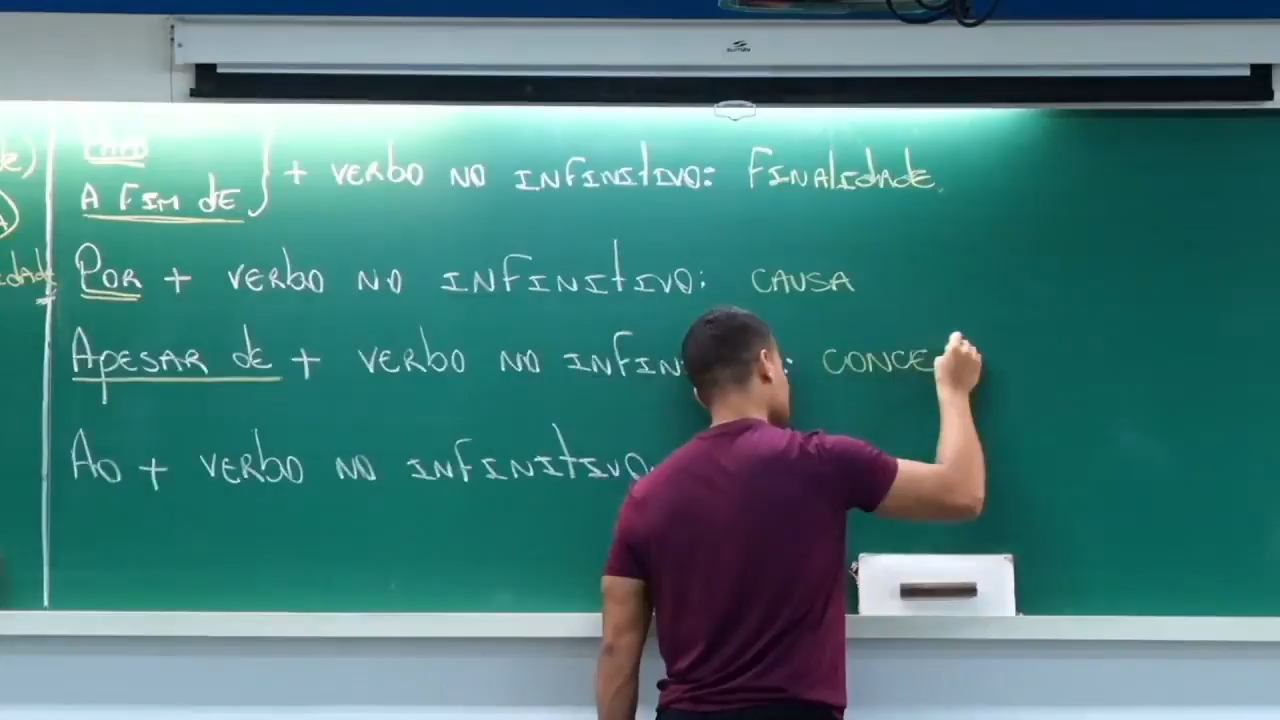 A FIM dE + VERbO NO INFINItIVO: FINAlIdAdE.
POR + VERbO NO INFINItIVO: CAUSA
APESAR dE + VERbO NO INFIN : CONCE
AO + VERbO NO INFINItIVO